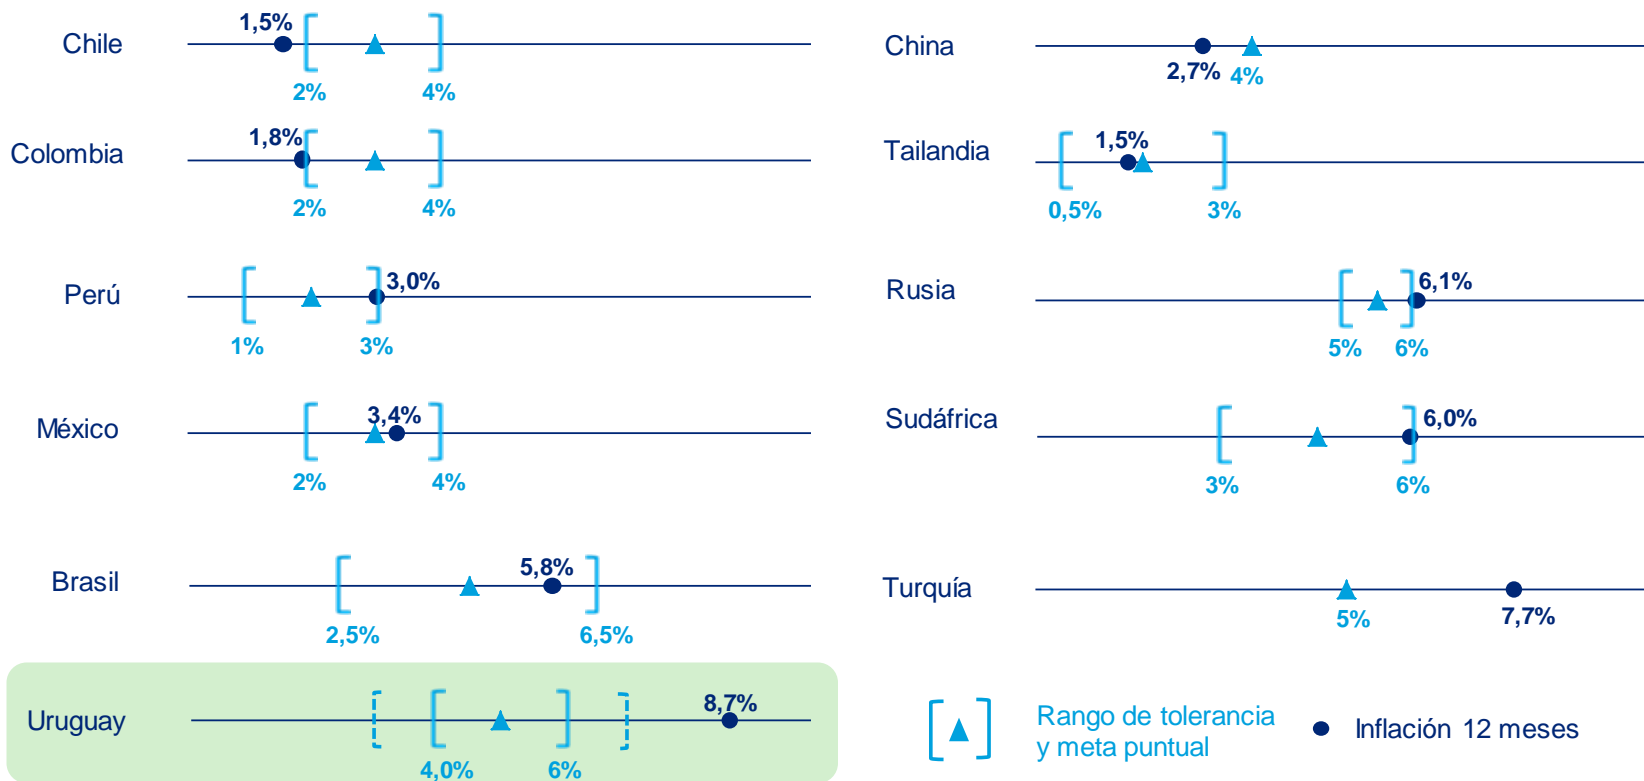 Chile
1,5%
2%
4%
Colombia
1,8%
2%
4%
Perú
3,0%
1%
3%
México
3,4%
2%
4%
Brasil
5,8%
2,5%
6,5%
Uruguay
8,7%
4,0%
6%
China
2,7%
4%
Tailandia
1,5%
0,5%
3%
Rusia
6,1%
5%
6%
Sudáfrica
6,0%
3%
6%
Turquía
5%
7,7%
Rango de tolerancia
y meta puntual
Inflación 12 meses